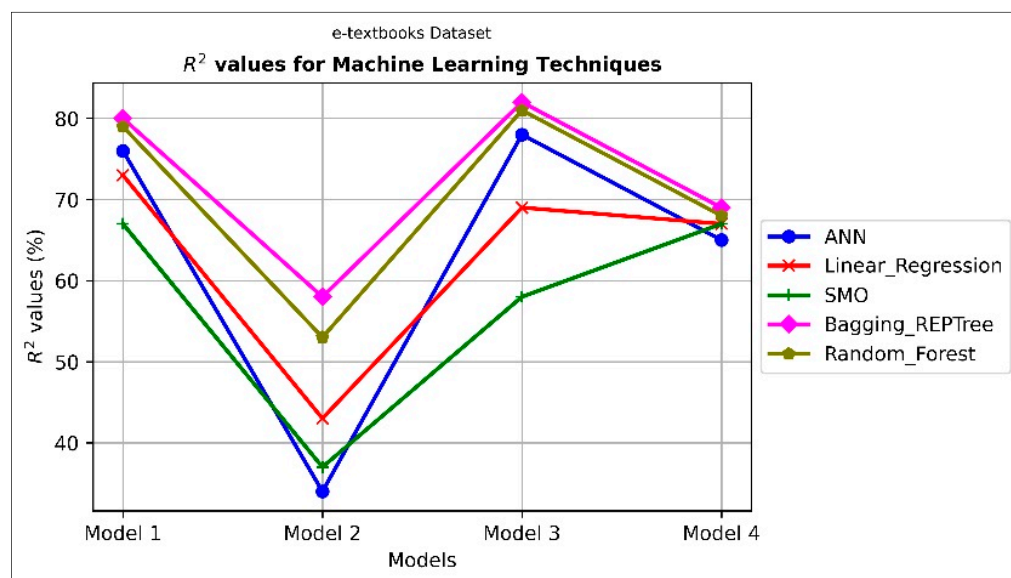 e-textbooks Dataset
R² values for Machine Learning Techniques
R² values (%)
80
70
60
50
40
Model 1
Model 2
Model 3
Model 4
Models
ANN
Linear_Regression
SMO
Bagging_REPTree
Random_Forest